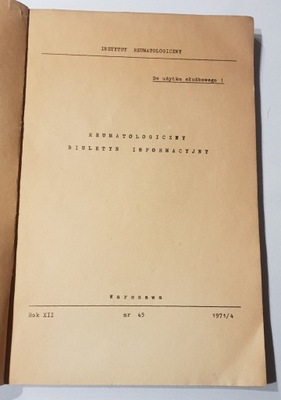 INSTYTUT REUMATOLOGICZNY
Do użytku służbowego !
REUMATOLOGICZNY
BIULETYN INFORMACYJNY
Warszawa
Rok XII nr 45 1971/4